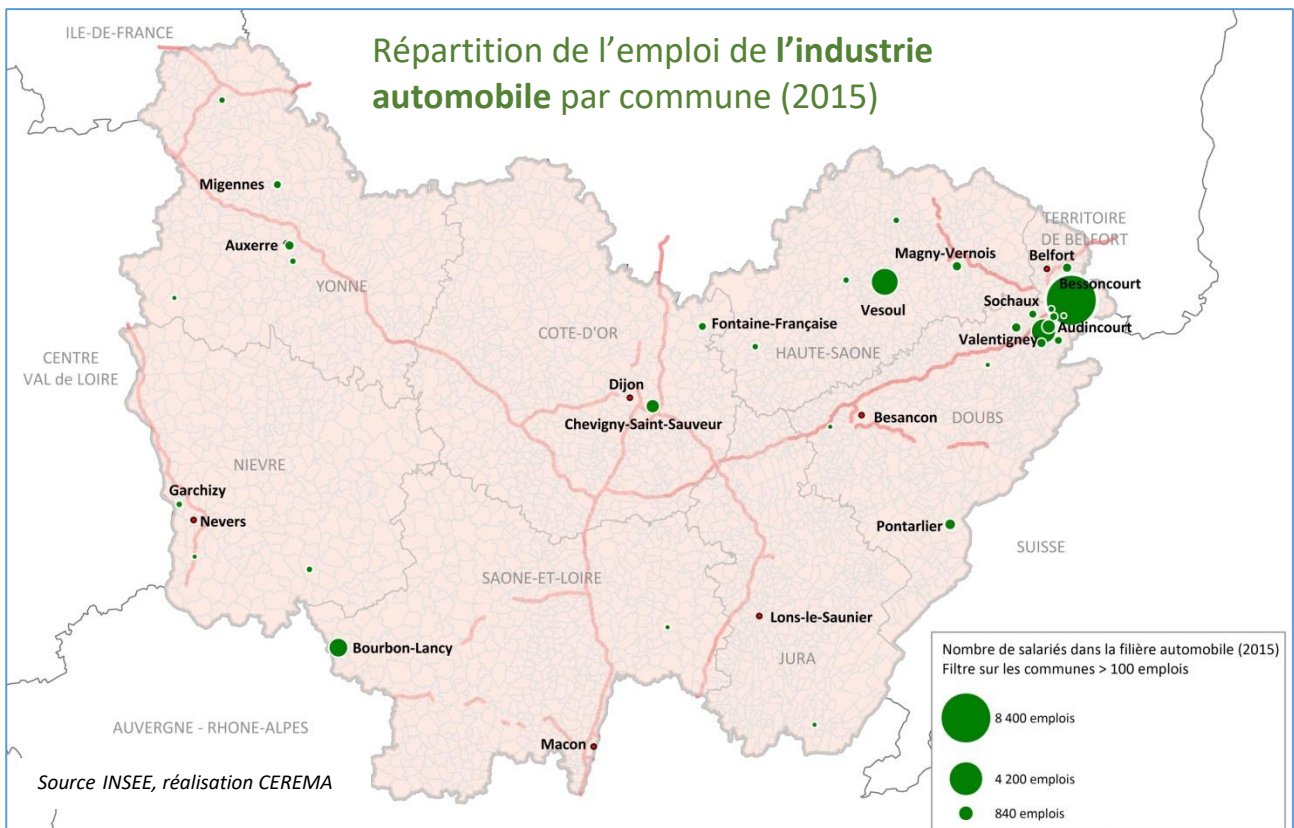 ILE-DE-FRANCE
Répartition de l'emploi de l'industrie
automobile par commune (2015)
Migennes
Auxerre
YONNE
TERRITOIRE
DE BELFORT
Magny-Vernois
Belfort
Bessoncourt
Vesoul
Sochaux
Fontaine-Française
Audincourt
COTE-D'OR
Valentigney
HAUTE-SAONE
CENTRE
VAL de LOIRE
Dijon
Chevigny-Saint-Sauveur
Besancon
DOUBS
NIEVRE
Garchizy
Nevers
Pontarlier
SUISSE
SAONE-ET-LOIRE
Lons-le-Saunier
Bourbon-Lancy
JURA
AUVERGNE - RHONE-ALPES
Macon
Source INSEE, réalisation CEREMA
Nombre de salariés dans la filière automobile (2015)
Filtre sur les communes > 100 emplois
8 400 emplois
4 200 emplois
840 emplois